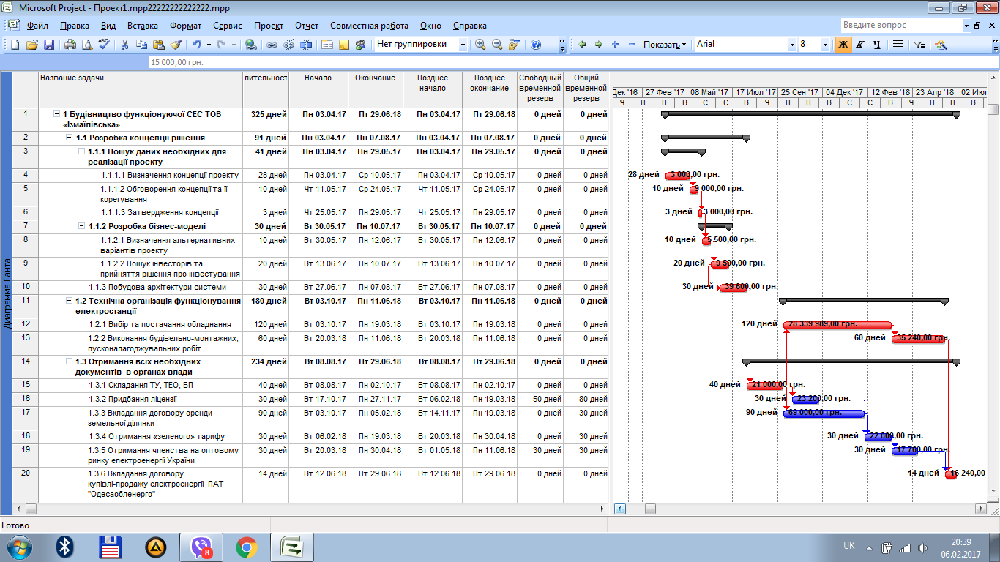 Microsoft Project - Проект1.mpp22222222222222.mpp
Файл Правка Вид Вставка Формат Сервис Проект Отчет Совместная работа Окно Справка Введите вопрос
Нет группировки Показать Arial 8 Ж К Ч
15 000,00 грн.
Название задачи лительност Начало Окончание Позднее начало Позднее окончание Свободный временной резерв Общий временной резерв
Дек '16 27 Фев '17 08 Май '17 17 Июл '17 25 Сен '17 04 Дек '17 12 Фев '18 23 Апр '18 02 Июл
Ч П П В С С Ч П П В С Ч П В
1 1 Будівництво функціонуючої СЕС ТОВ 325 дней Пн 03.04.17 Пт 29.06.18 Пн 03.04.17 Пт 29.06.18 0 дней 0 дней
«Ізмаїлівська»
2 1.1 Розробка концепції рішення 91 дней Пн 03.04.17 Пн 07.08.17 Пн 03.04.17 Пн 07.08.17 0 дней 0 дней
3 1.1.1 Пошук даних необхідних для 41 дней Пн 03.04.17 Пн 29.05.17 Пн 03.04.17 Пн 29.05.17 0 дней 0 дней
реалізації проекту
4 1.1.1.1 Визначення концепції проекту 28 дней Пн 03.04.17 Ср 10.05.17 Пн 03.04.17 Ср 10.05.17 0 дней 0 дней 28 дней 3 000,00 грн.
5 1.1.1.2 Обговорення концепції та її 10 дней Чт 11.05.17 Ср 24.05.17 Чт 11.05.17 Ср 24.05.17 0 дней 0 дней 10 дней 9 000,00 грн.
корегування
6 1.1.1.3 Затвердження концепції 3 дней Чт 25.05.17 Пн 29.05.17 Чт 25.05.17 Пн 29.05.17 0 дней 0 дней 3 дней 3 000,00 грн.
7 1.1.2 Розробка бізнес-моделі 30 дней Вт 30.05.17 Пн 10.07.17 Вт 30.05.17 Пн 10.07.17 0 дней 0 дней
8 1.1.2.1 Визначення альтернативних 10 дней Вт 30.05.17 Пн 12.06.17 Вт 30.05.17 Пн 12.06.17 0 дней 0 дней 10 дней 5 500,00 грн.
варіантів проекту
9 1.1.2.2 Пошук інвесторів та 20 дней Вт 13.06.17 Пн 10.07.17 Вт 13.06.17 Пн 10.07.17 0 дней 0 дней 20 дней 9 500,00 грн.
прийняття рішення про інвестування
10 1.1.3 Побудова архітектури системи 30 дней Вт 27.06.17 Пн 07.08.17 Вт 27.06.17 Пн 07.08.17 0 дней 0 дней 30 дней 39 600,00 грн.
11 1.2 Технічна організація функціонування 180 дней Вт 03.10.17 Пн 11.06.18 Вт 03.10.17 Пн 11.06.18 0 дней 0 дней
електростанції
12 1.2.1 Вибір та постачання обладнання 120 дней Вт 03.10.17 Пн 19.03.18 Вт 03.10.17 Пн 19.03.18 0 дней 0 дней 120 дней 28 339 989,00 грн.
13 1.2.2 Виконання будівельно-монтажних, 60 дней Вт 20.03.18 Пн 11.06.18 Вт 20.03.18 Пн 11.06.18 0 дней 0 дней 60 дней 35 240,00 грн.
пусконалагоджувальних робіт
14 1.3 Отримання всіх необхідних 234 дней Вт 08.08.17 Пт 29.06.18 Вт 08.08.17 Пт 29.06.18 0 дней 0 дней
документів в органах влади
15 1.3.1 Складання ТУ, ТЕО, БП 40 дней Вт 08.08.17 Пн 02.10.17 Вт 08.08.17 Пн 02.10.17 0 дней 0 дней 40 дней 21 000,00 грн.
16 1.3.2 Придбання ліцензії 30 дней Вт 17.10.17 Пн 27.11.17 Вт 06.02.18 Пн 19.03.18 50 дней 80 дней 30 дней 23 200,00 грн.
17 1.3.3 Вкладання договору оренди 90 дней Вт 03.10.17 Пн 05.02.18 Вт 14.11.17 Пн 19.03.18 0 дней 30 дней 90 дней 69 000,00 грн.
земельної ділянки
18 1.3.4 Отримання «зеленого» тарифу 30 дней Вт 06.02.18 Пн 19.03.18 Вт 20.03.18 Пн 30.04.18 0 дней 30 дней 30 дней 22 800,00 грн.
19 1.3.5 Отримання членства на оптовому 30 дней Вт 20.03.18 Пн 30.04.18 Вт 01.05.18 Пн 11.06.18 30 дней 30 дней 30 дней 17 760,00 грн.
ринку електроенергії України
20 1.3.6 Вкладання договору 14 дней Вт 12.06.18 Пт 29.06.18 Вт 12.06.18 Пт 29.06.18 0 дней 0 дней 14 дней 16 240,00
купівлі-продажу електроенергії ПАТ
"Одесаобленерго"
Диаграмма Ганта
Готово
8
UK 20:39
06.02.2017